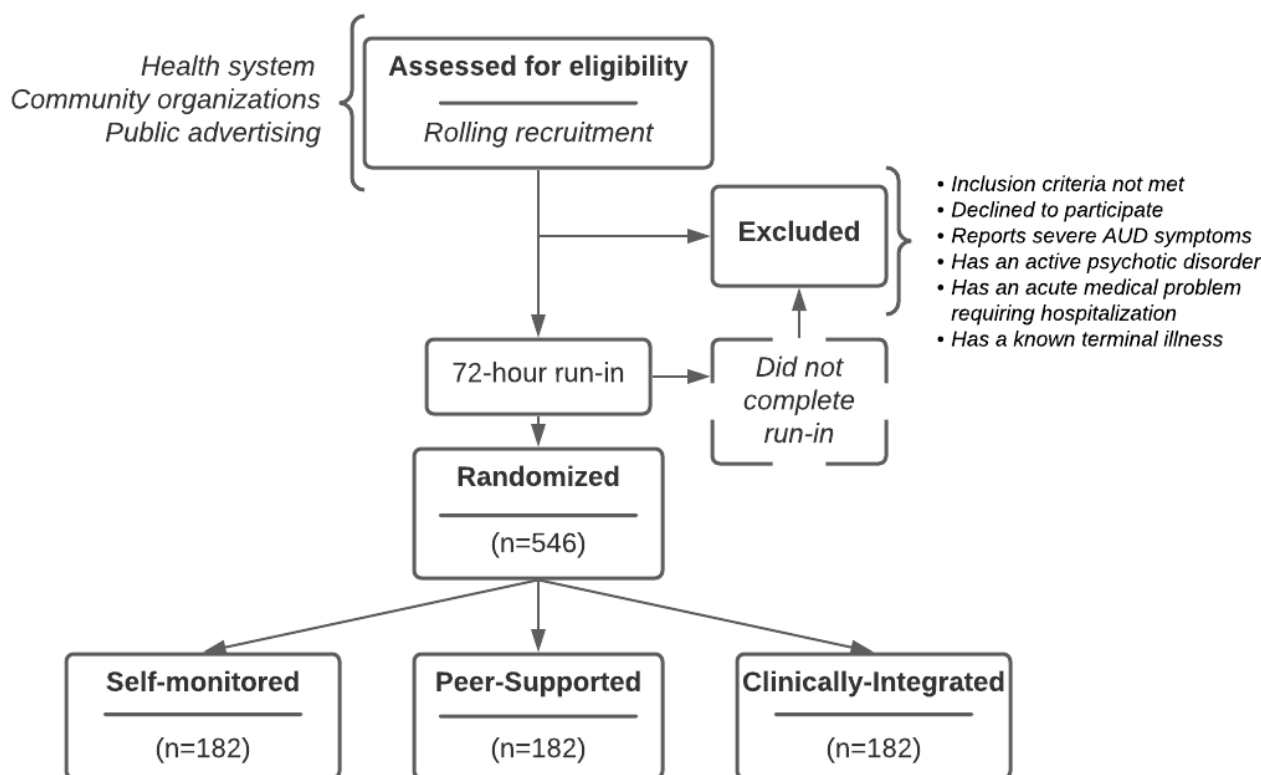 Health system
Community organizations
Public advertising
Assessed for eligibility
Rolling recruitment
Excluded
• Inclusion criteria not met
• Declined to participate
• Reports severe AUD symptoms
• Has an active psychotic disorder
• Has an acute medical problem
requiring hospitalization
• Has a known terminal illness
72-hour run-in
Did not
complete
run-in
Randomized
(n=546)
Self-monitored
(n=182)
Peer-Supported
(n=182)
Clinically-Integrated
(n=182)